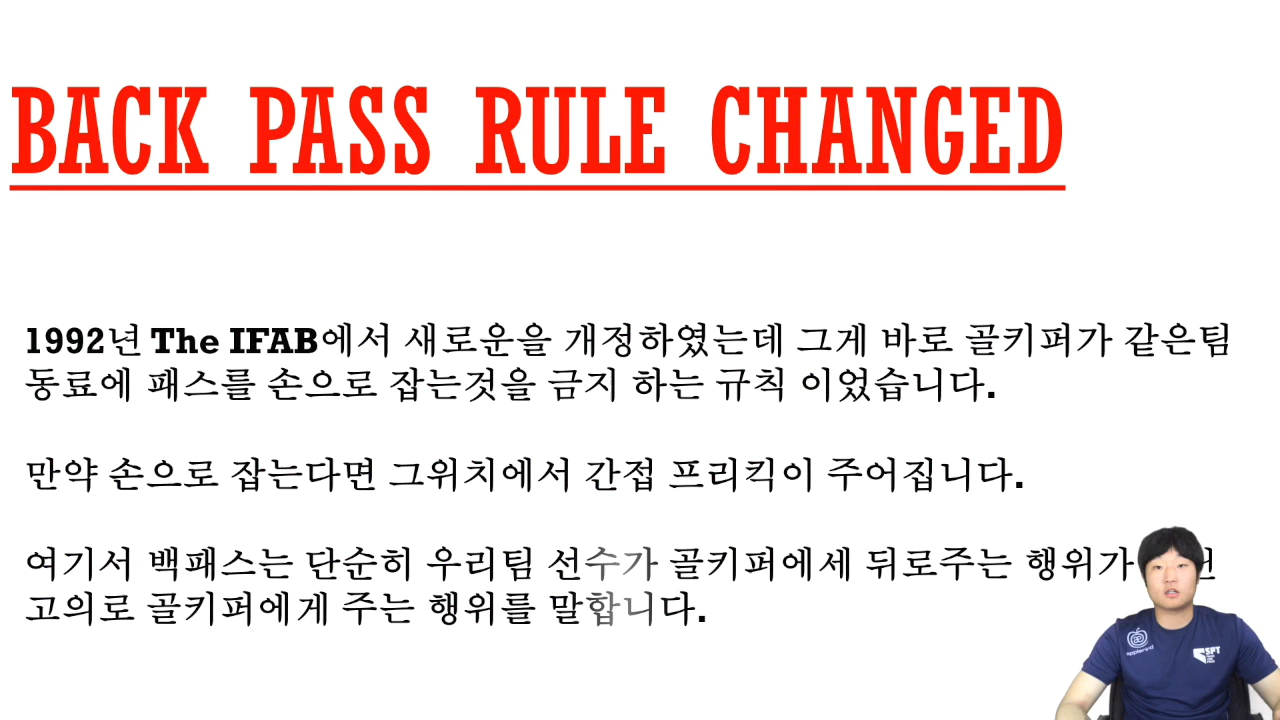 BACK PASS RULE CHANGED
1992년 The IFAB에서 새로운을 개정하였는데 그게 바로 골키퍼가 같은팀
동료에 패스를 손으로 잡는것을 금지 하는 규칙 이었습니다.
만약 손으로 잡는다면 그위치에서 간접 프리킥이 주어집니다.
여기서 백패스는 단순히 우리팀 선수가 골키퍼에세 뒤로주는 행위가
고의로 골키퍼에게 주는 행위를 말합니다.
SPT